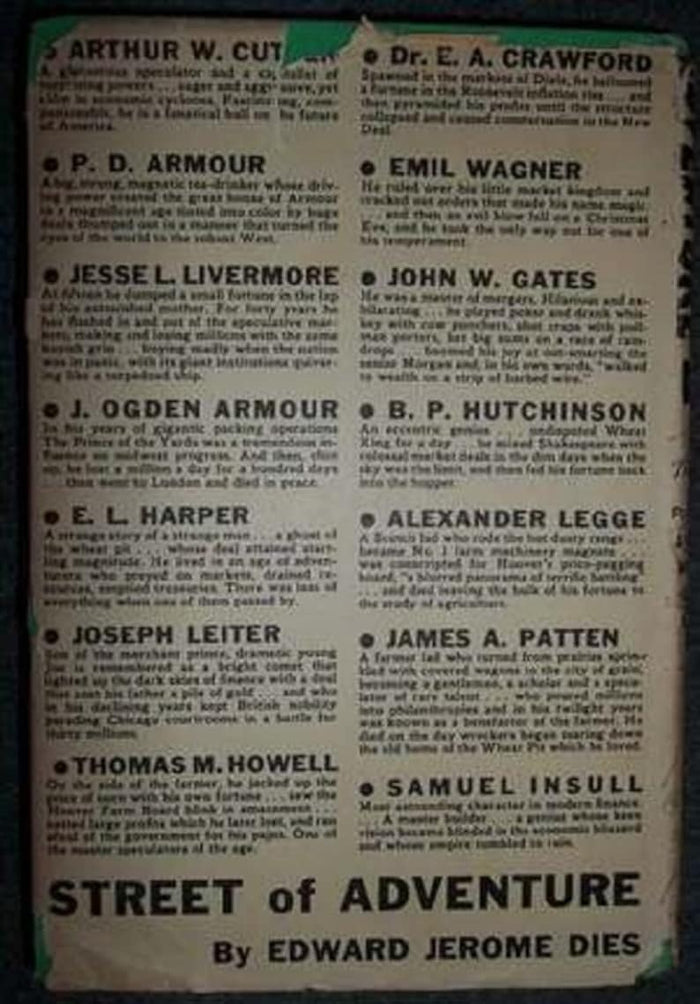 ARTHUR W. CUT
A glamorous speculator and a cap italist of
surprising powers . . . eager and aggressive, yet
calm in economic cyclones. Fascinating, com-
panionable, he is a fanatical bull on the future
of America.
● P. D. ARMOUR
A big, strong, magnetic tea-drinker whose driv-
ing power created the great house of Armour
in a magnificent age tinted into color by huge
deals thumped out in a manner that turned the
eyes of the world to the robust West.
● JESSE L. LIVERMORE
At fifteen he dumped a small fortune in the lap
of his astonished mother. For forty years he
has flashed in and out of the speculative mar-
kets, making and losing millions with the same
boyish grin . . . buying madly when the nation
was in panic, with its giant institutions quiver-
ing like a torpedoed ship.
● J. OGDEN ARMOUR
In his years of gigantic packing operations
The Prince of the Yards was a tremendous in-
fluence on midwest progress. And then,
up, he lost a million a day for a hundred days
. . . then went to London and died in peace.
● E. L. HARPER
A strange story of a strange man . . . a ghost of
the wheat pit . . . whose deal attained start-
ling magnitude. He lived in an age of adven-
turers who preyed on markets, drained re-
sources, emptied treasuries. There was less of
everything when one of them passed by.
● JOSEPH LEITER
Son of the merchant prince, dramatic young
Joe is remembered as a bright comet that
lighted up the dark skies of finance with a deal
that cost his father a pile of gold . . . and who
in his declining years kept British nobility
parading Chicago courtrooms in a battle for
thirty millions.
● THOMAS M. HOWELL
On the side of the farmer, he jacked up the
price of corn with his own fortune . . . saw the
Hoover Farm Board blink in amazement . . .
netted large profits which he later lost, and ran
afoul of the government for his pains. One of
the master speculators of the age.
● Dr. E. A. CRAWFORD
Spawned in the markets of Dixie, he ballooned
a fortune in the Roosevelt inflation rise . . . and
then pyramided his profits until the structure
collapsed and caused consternation in the New
Deal.
● EMIL WAGNER
He ruled over his little market kingdom and
cracked out orders that made his name magic
. . . and then an evil blow fell on a Christmas
Eve, and he took the only way out for one of
his temperament.
● JOHN W. GATES
He was a master of mergers. Hilarious and ex-
hilarating . . . he played poker and drank whis-
key with cow punchers, shot craps with pull-
man porters, bet big sums on a race of rain-
drops . . . boomed his joy at out-smarting the
senior Morgan and, in his own words, "walked
to wealth on a strip of barbed wire."
● B. P. HUTCHINSON
An eccentric genius . . . undisputed Wheat
King for a day . . . he mixed Shakespeare with
colossal market deals in the dim days when the
sky was the limit, and then fed his fortune back
into the hopper.
● ALEXANDER LEGGE
A Scotch lad who rode the hot dusty range . . .
became No. 1 farm machinery magnate . . .
was conscripted for Hoover's price-pegging
board, "a blurred panorama of terrific battling"
. . . and died leaving the bulk of his fortune to
the study of agriculture.
● JAMES A. PATTEN
A farmer lad who turned from prairies
with covered wagons to the city of grain,
becoming a gentleman, a scholar and a specu-
lator of rare talent . . . who poured millions
into philanthropies and in his twilight years
was known as a benefactor of the farmer. He
died on the day wreckers began tearing down
the old home of the Wheat Pit which he loved.
● SAMUEL INSULL
Most astounding character in modern finance.
. . . A master builder . . . a genius whose keen
vision became blinded in the economic blizzard
and whose empire tumbled to ruin.
STREET of ADVENTURE
By EDWARD JEROME DIES